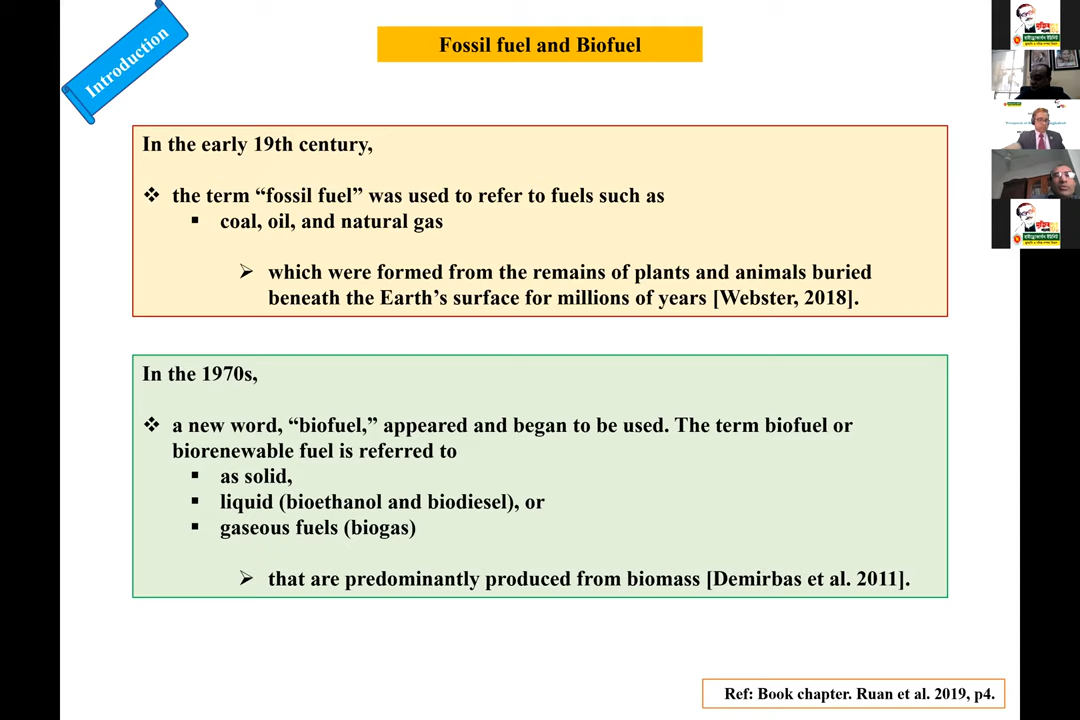 Introduction
Fossil fuel and Biofuel
In the early 19th century,
❖ the term “fossil fuel” was used to refer to fuels such as
▪ coal, oil, and natural gas
➢ which were formed from the remains of plants and animals buried
beneath the Earth’s surface for millions of years [Webster, 2018].
In the 1970s,
❖ a new word, “biofuel,” appeared and began to be used. The term biofuel or
biorenewable fuel is referred to
▪ as solid,
▪ liquid (bioethanol and biodiesel), or
▪ gaseous fuels (biogas)
➢ that are predominantly produced from biomass [Demirbas et al. 2011].
Ref: Book chapter. Ruan et al. 2019, p4.